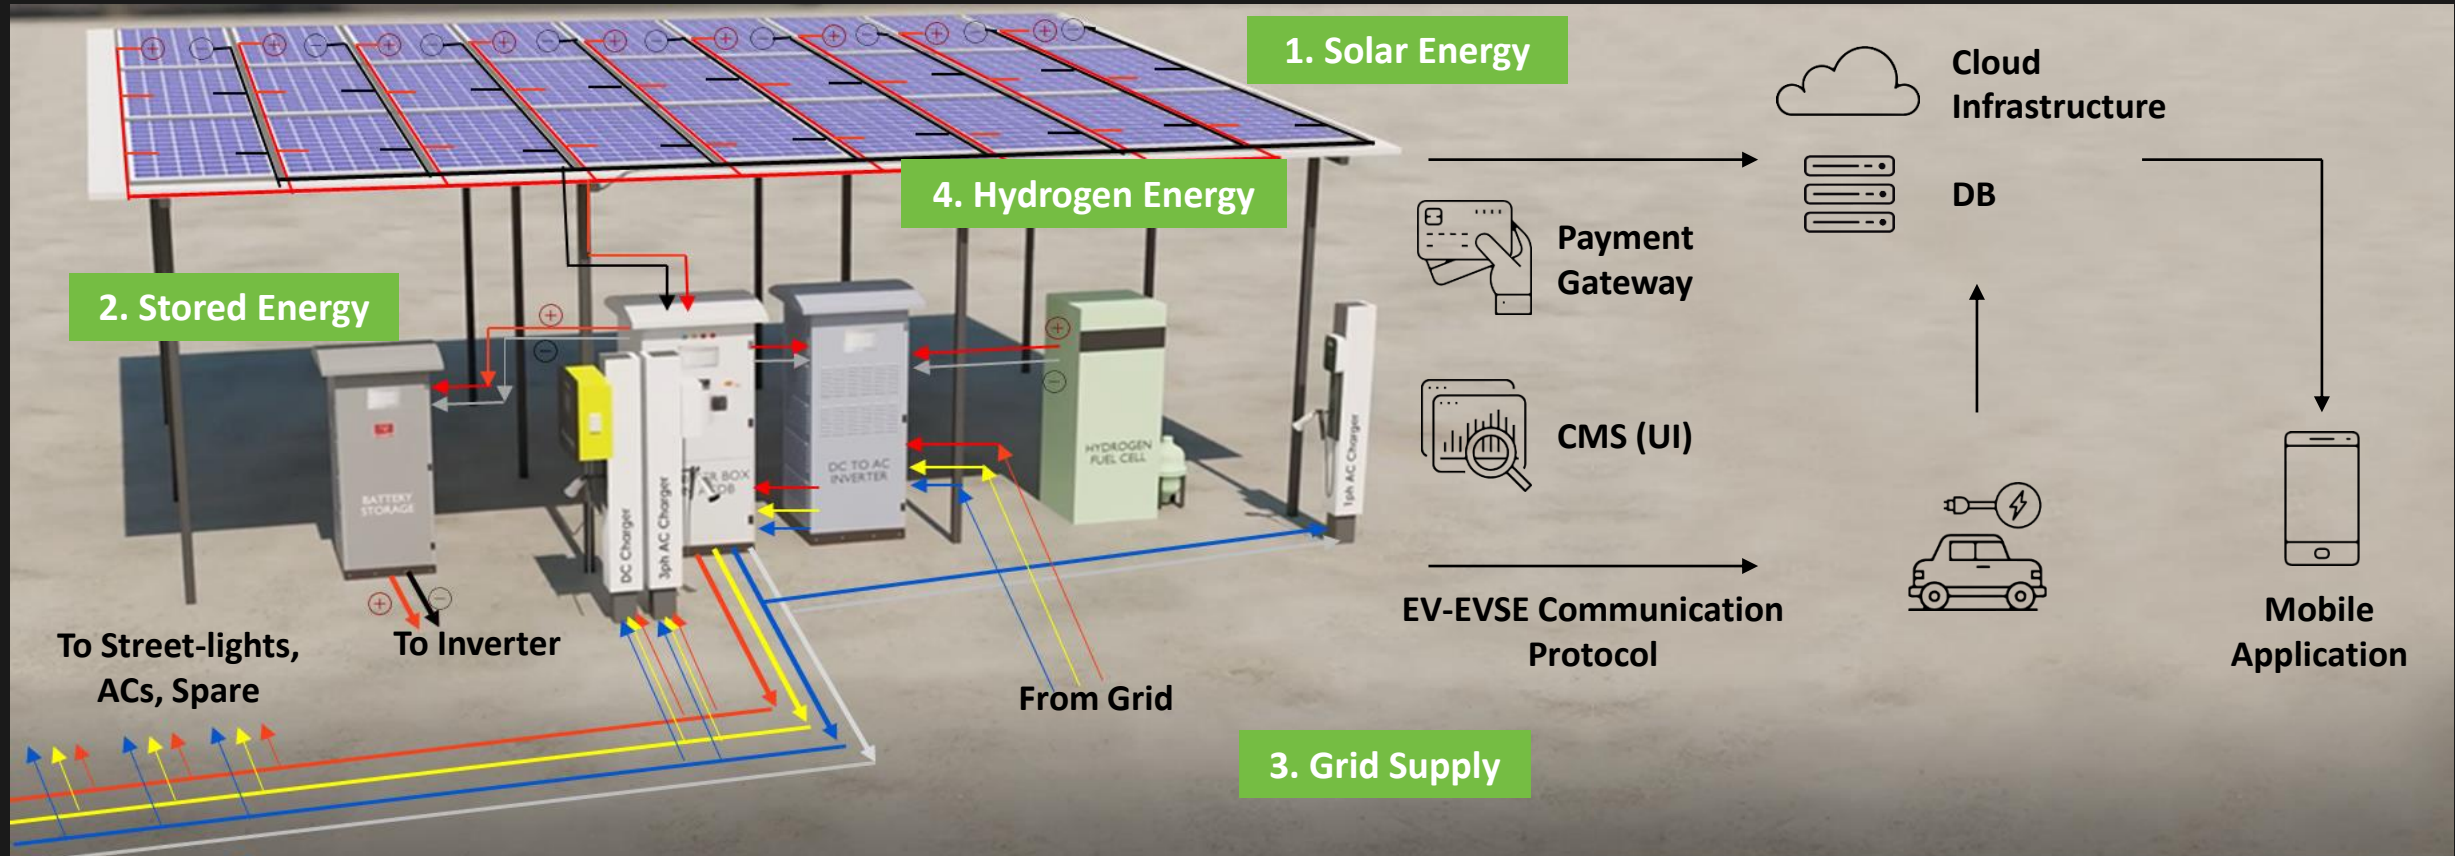 1. Solar Energy
Cloud
Infrastructure
DB
4. Hydrogen Energy
Payment
Gateway
2. Stored Energy
CMS (UI)
HYDROGEN
FUEL CELL
DC TO AC
INVERTER
BATTERY
STORAGE
BOX
DC Charger
3ph AC Charger
1ph AC Charger
EV-EVSE Communication
Protocol
Mobile
Application
To Street-lights,
ACs, Spare
To Inverter
From Grid
3. Grid Supply